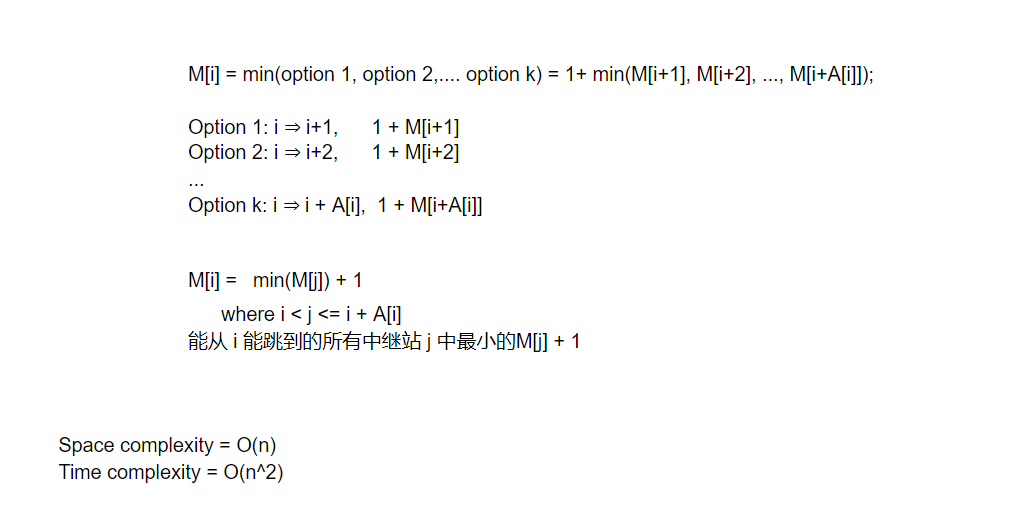 M[i] = min(option 1, option 2,.... option k) = 1+ min(M[i+1], M[i+2], ..., M[i+A[i]]);
Option 1: i ⇒ i+1, 1 + M[i+1]
Option 2: i ⇒ i+2, 1 + M[i+2]
...
Option k: i ⇒ i + A[i], 1 + M[i+A[i]]
M[i] = min(M[j]) + 1
where i < j <= i + A[i]
能从 i 能跳到的所有中继站 j 中最小的M[j] + 1
Space complexity = O(n)
Time complexity = O(n^2)